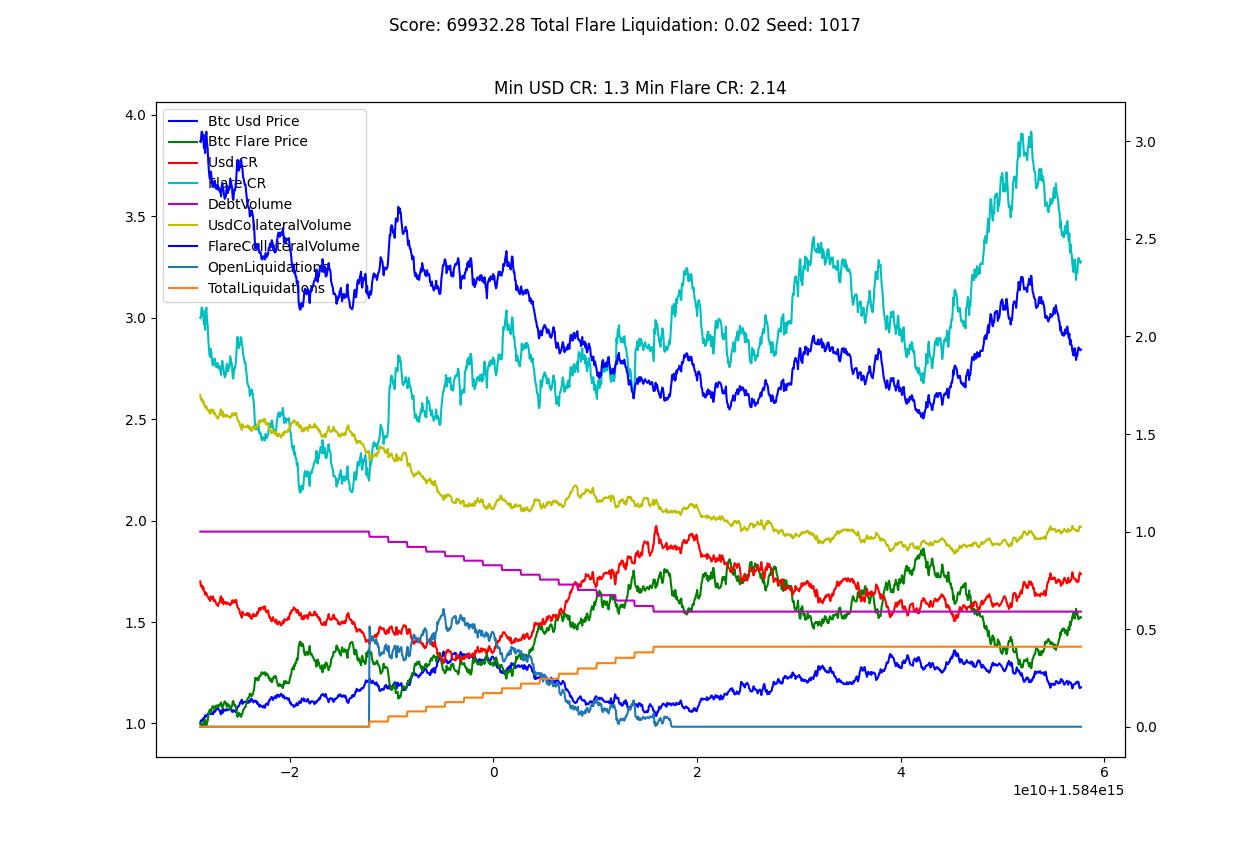 Score: 69932.28 Total Flare Liquidation: 0.02 Seed: 1017
Min USD CR: 1.3 Min Flare CR: 2.14
Btc Usd Price
Btc Flare Price
Usd CR
Flare CR
DebtVolume
UsdCollateralVolume
FlareCollateralVolume
OpenLiquidations
TotalLiquidations
4.0
3.5
3.0
2.5
2.0
1.5
1.0
3.0
2.5
2.0
1.5
1.0
0.5
0.0
−2
0
2
4
6
1e10+1.584e15